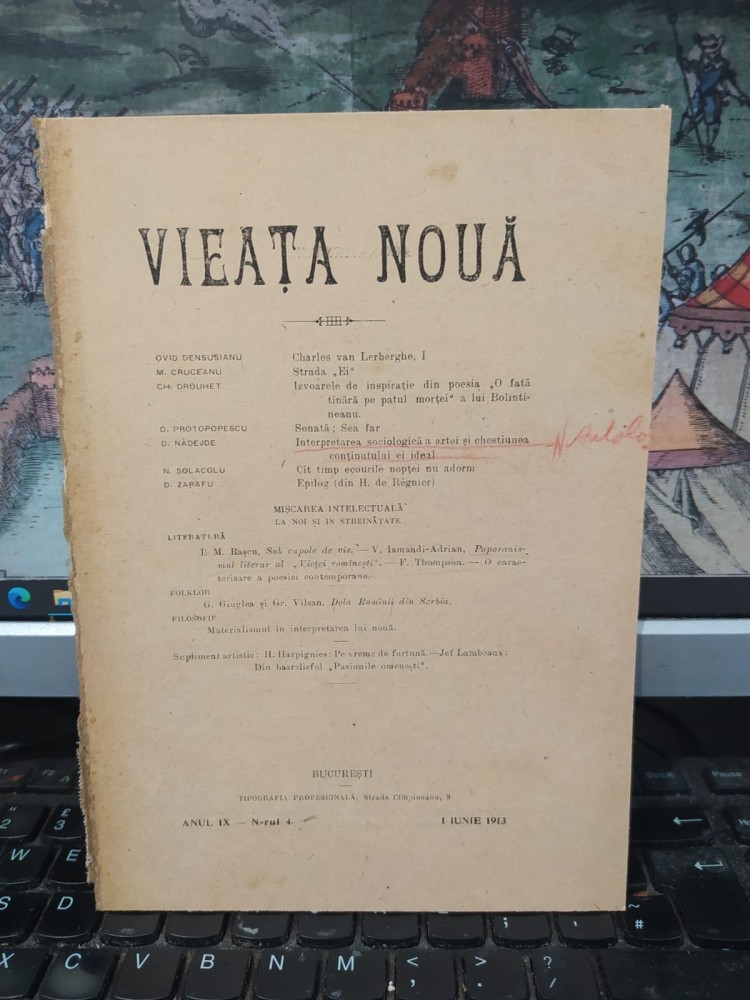 VIEAȚA NOUĂ
OVID DENSUSIANU Charles van Lerberghe, I
M. CRUCEANU Strada „Ei"
CH. DROUHET Izvoarele de inspirație din poesia „O fată
tînără pe patul morței" a lui Bolinti-
neanu.
D. PROTOPOPESCU Sonată; Sea far
D. NĂDEJDE Interpretarea sociologică a artei și chestiunea
conținutului ei ideal
N. SOLACOLU Cît timp ecourile nopței nu adorm
D. ZARAFU Epilog (din H. de Régnier)
MIȘCAREA INTELECTUALĂ
LA NOI ȘI IN STREINĂTATE
LITERATURĂ
I. M. Rașcu, Sub cupole de vis. — V. Iamandi-Adrian, Poporanis-
mul literar al „Vieței romînești". — F. Thompson. — O carac-
terisare a poesiei contemporane.
FOLKLOR
G. Giuglea și Gr. Vîlsan, Dela Romînii din Serbia.
FILOSOFIE
Materialismul în interpretarea lui nouă.
Supliment artistic: H. Harpignies: Pe vreme de furtună. — Jef Lambeaux:
Din basrelieful „Pasiunile omenești".
BUCUREȘTI
TIPOGRAFIA PROFESIONALĂ, Strada Cîmpineanu, 9
ANUL IX — N-rul 4 1 IUNIE 1913
£
2 3
W E
S D
X C V B N M < , > . ? /
: ;
~ #
Pause